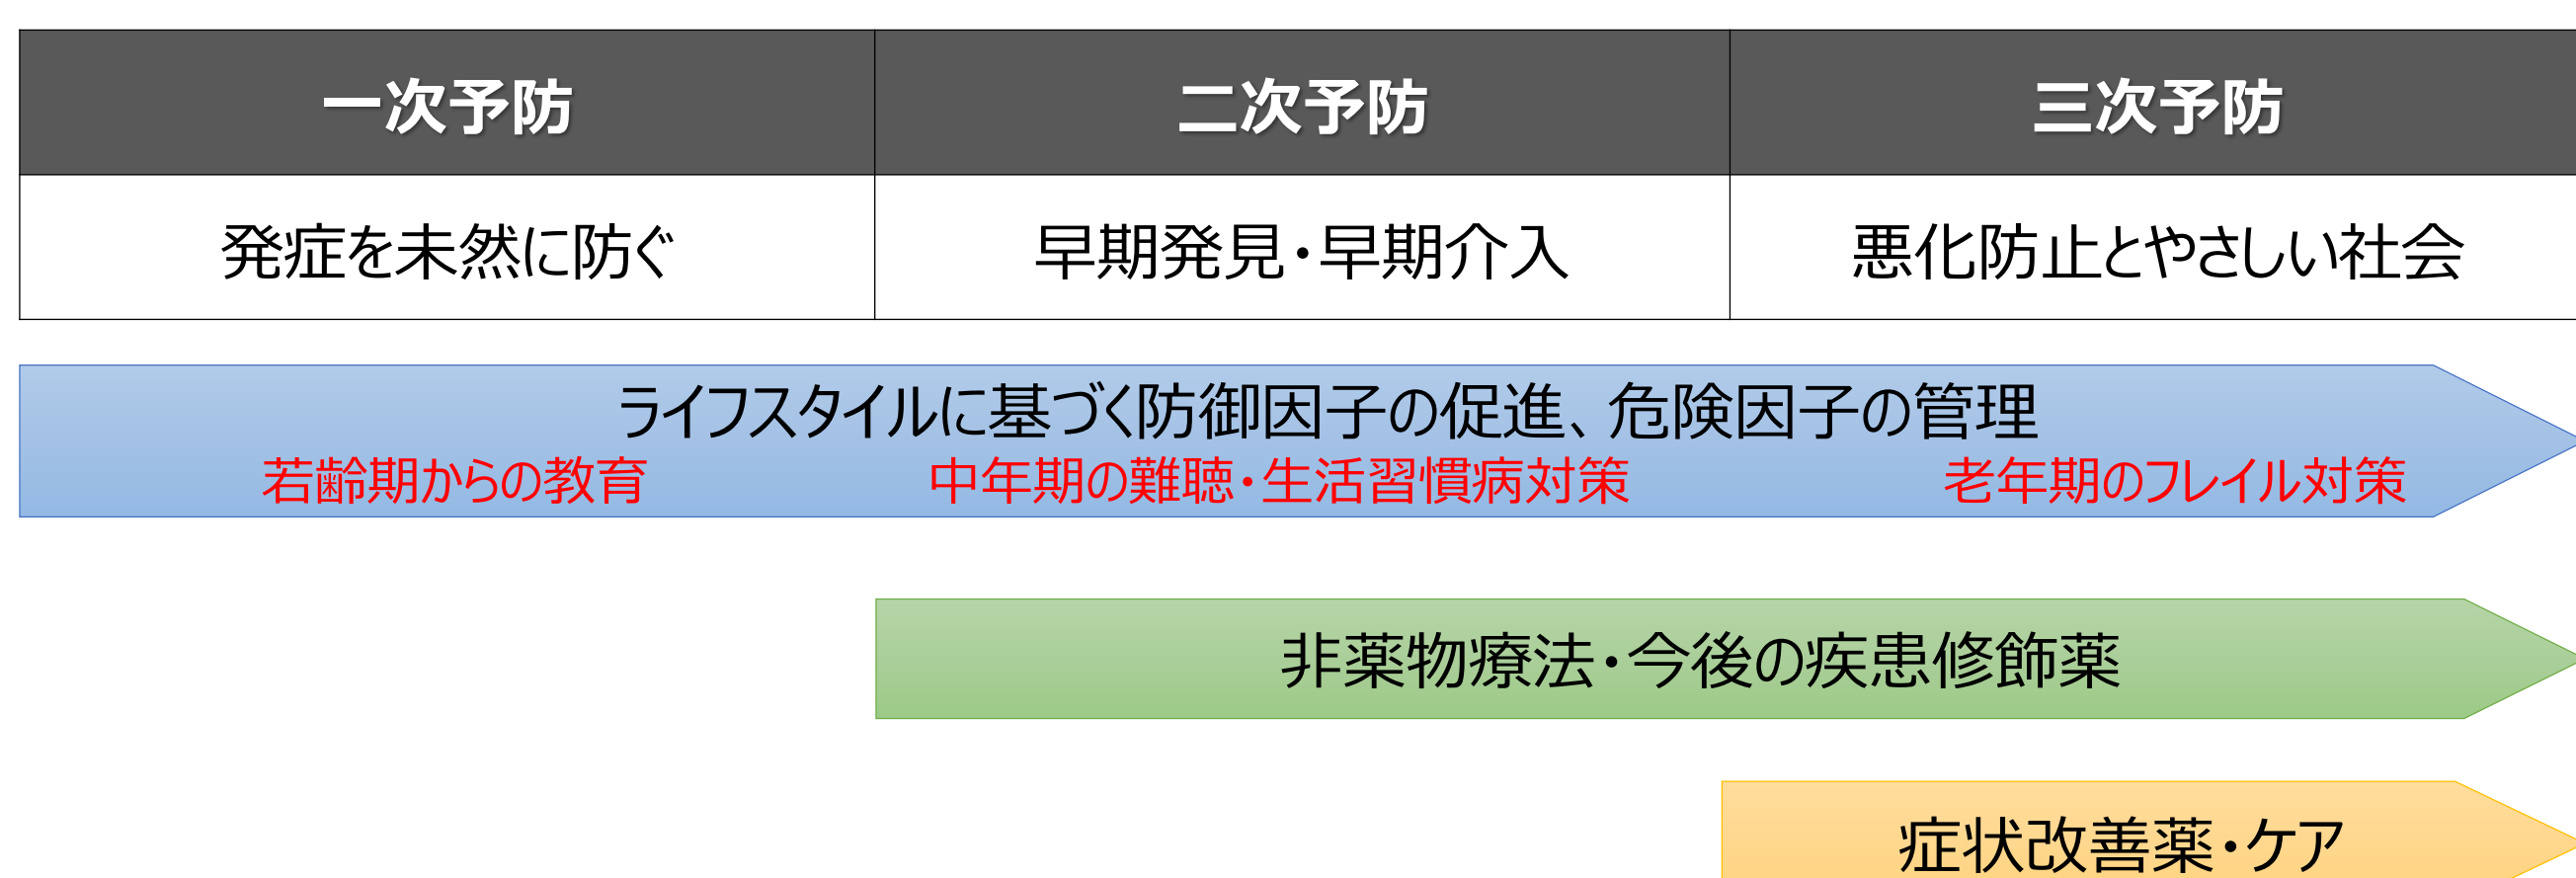 一次予防 二次予防 三次予防
発症を未然に防ぐ 早期発見・早期介入 悪化防止とやさしい社会
ライフスタイルに基づく防御因子の促進、危険因子の管理
若齢期からの教育 中年期の難聴・生活習慣病対策 老年期のフレイル対策
非薬物療法・今後の疾患修飾薬
症状改善薬・ケア